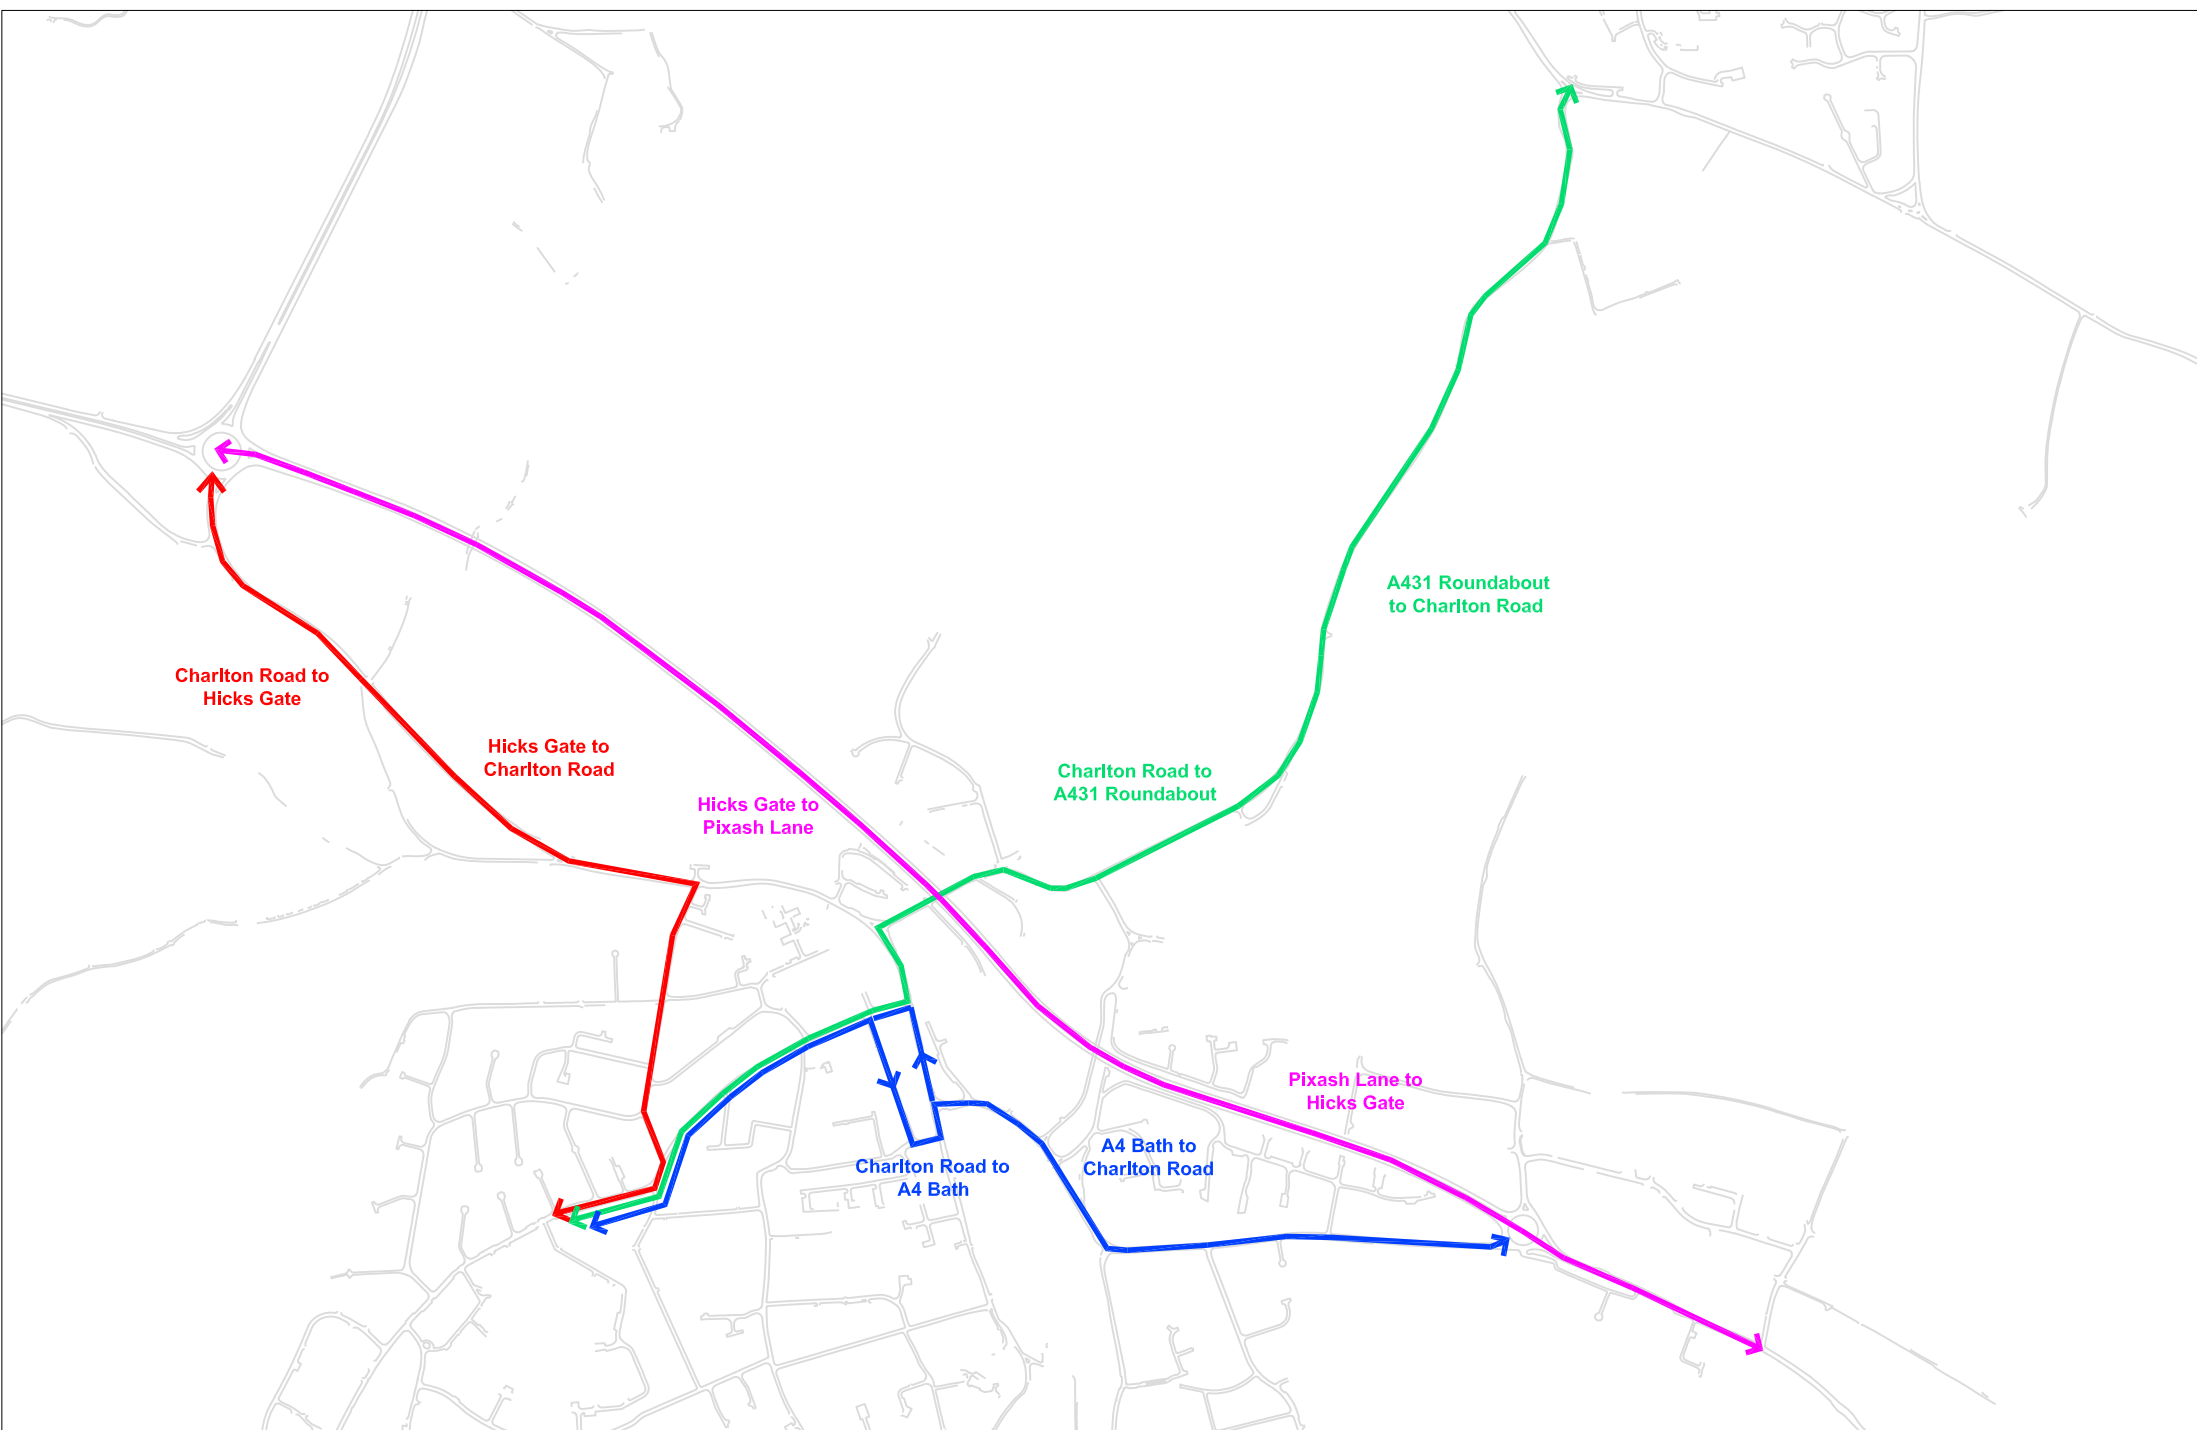 A431 Roundabout
to Charlton Road
Charlton Road to
Hicks Gate
Hicks Gate to
Charlton Road
Charlton Road to
A431 Roundabout
Hicks Gate to
Pixash Lane
Pixash Lane to
Hicks Gate
A4 Bath to
Charlton Road
Charlton Road to
A4 Bath